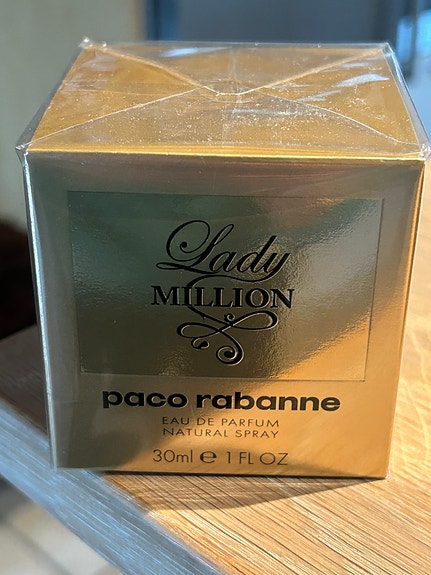 Lady
MILLION
paco rabanne
EAU DE PARFUM
NATURAL SPRAY
30ml ℮ 1 FL OZ